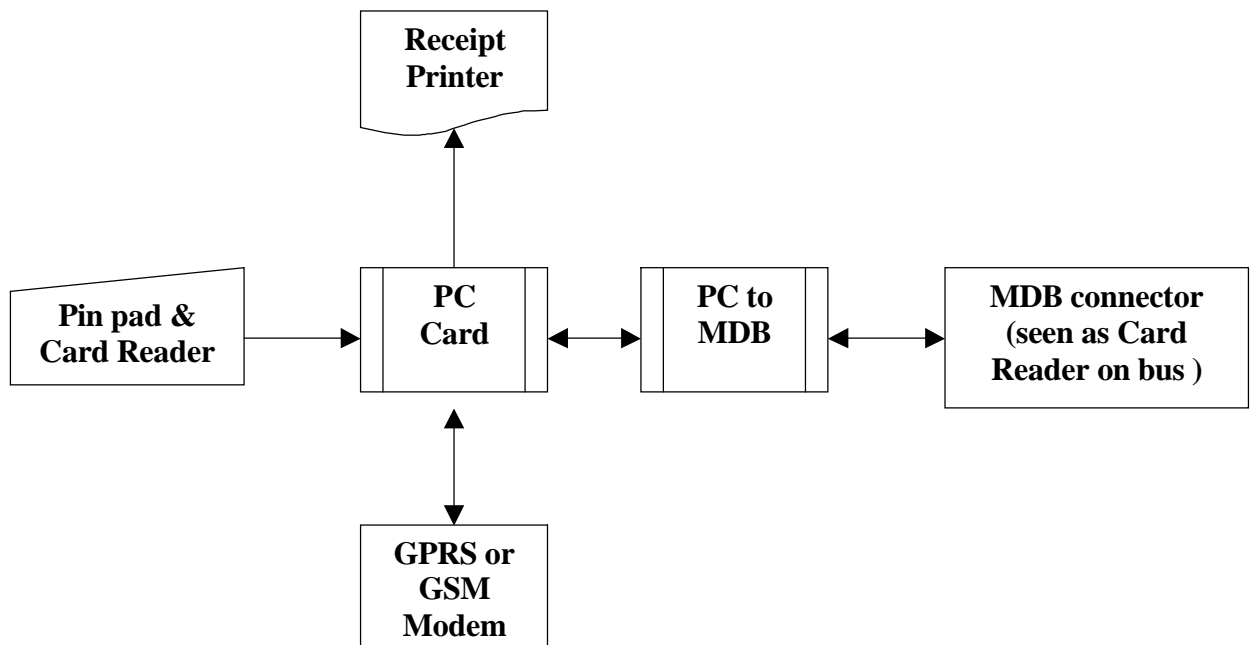 Receipt
Printer
Pin pad &
Card Reader
PC
Card
PC to
MDB
MDB connector
(seen as Card
Reader on bus )
GPRS or
GSM
Modem